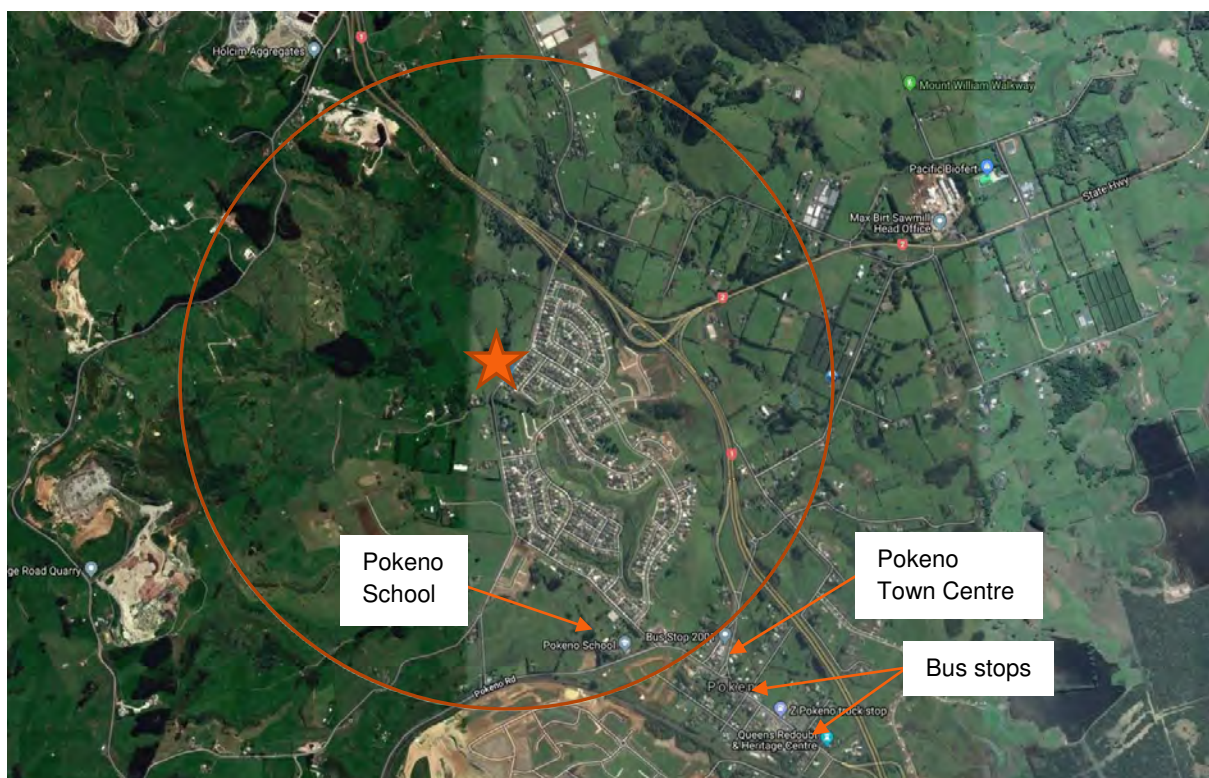 1
Holcim Aggregates
Mount William Walkway
Pacific Biofert
State Hwy
Max Birt Sawmill
Head Office
2
2
1
ge Road Quarry
Pokeno
School
Pokeno
Town Centre
Pokeno School
Bus Stop 2001
Bus stops
Pokeno Rd
Poken
Z Pokeno truck stop
Queens Redoubt
& Heritage Centre